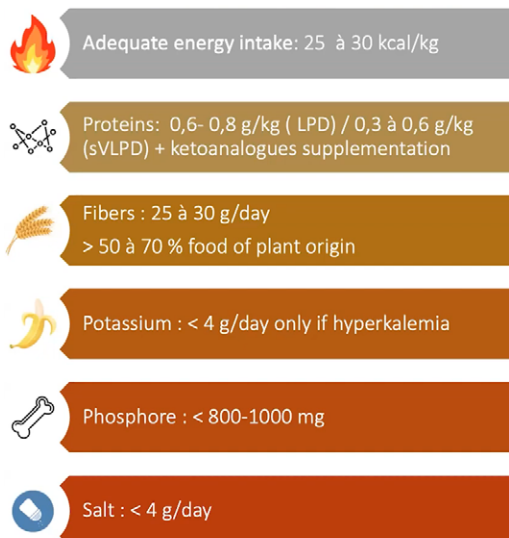 Adequate energy intake: 25 à 30 kcal/kg
Proteins: 0,6- 0,8 g/kg ( LPD) / 0,3 à 0,6 g/kg
(sVLPD) + ketoanalogues supplementation
Fibers : 25 à 30 g/day
> 50 à 70 % food of plant origin
Potassium : < 4 g/day only if hyperkalemia
Phosphore : < 800-1000 mg
Salt : < 4 g/day